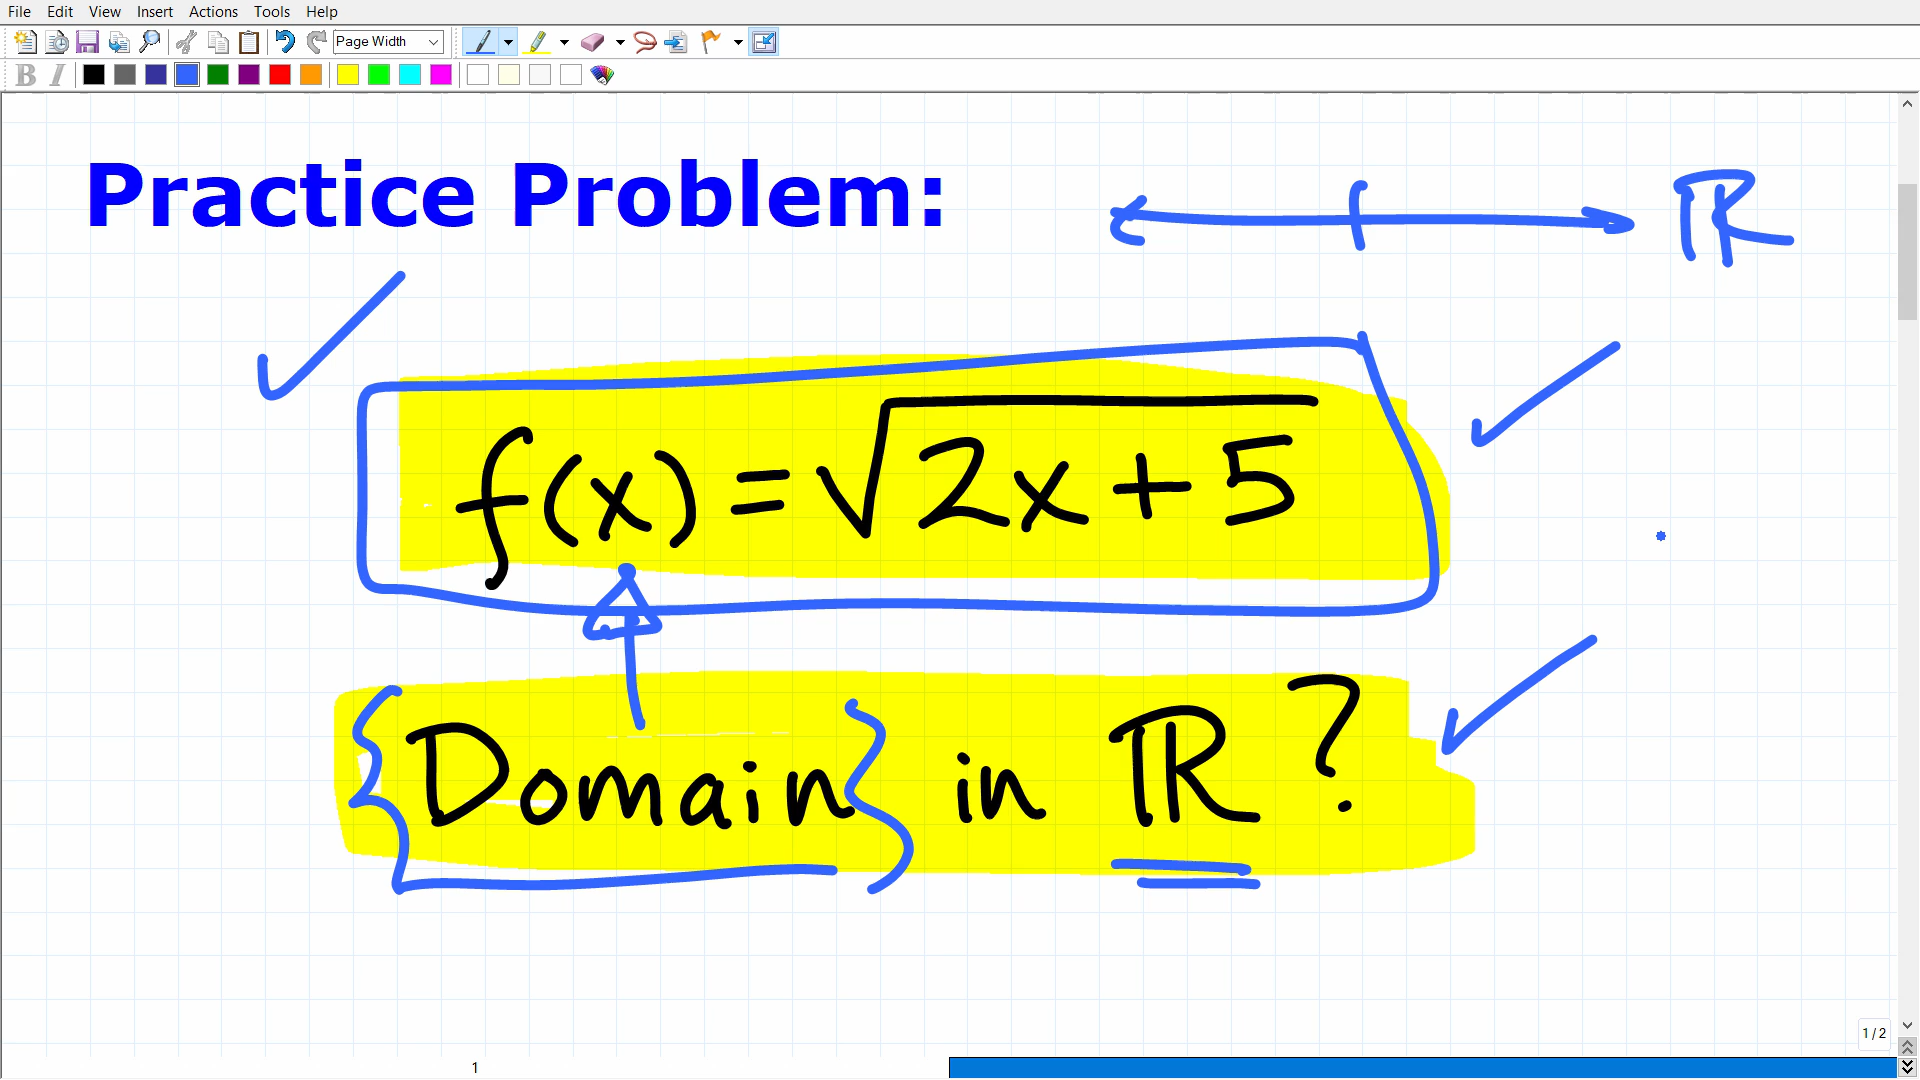 File Edit View Insert Actions Tools Help
Page Width
B I
Practice Problem:
ℝ
f(x) = √2x + 5
Domain in ℝ ?
1 / 2
1